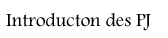 Introducton des PJ